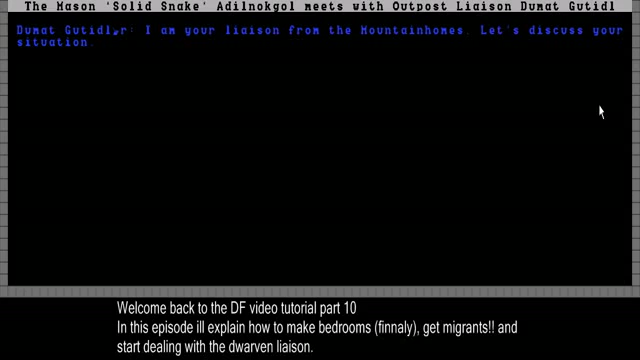 The Mason 'Solid Snake' Adilnokgol meets with Outpost Liaison Dumat Gutidl
Dumat : I am your liaison from the Mountainhomes. Let's discuss your
situation.
Welcome back to the DF video tutorial part 10
In this episode ill explain how to make bedrooms (finnaly), get migrants!! and
start dealing with the dwarven liaison.